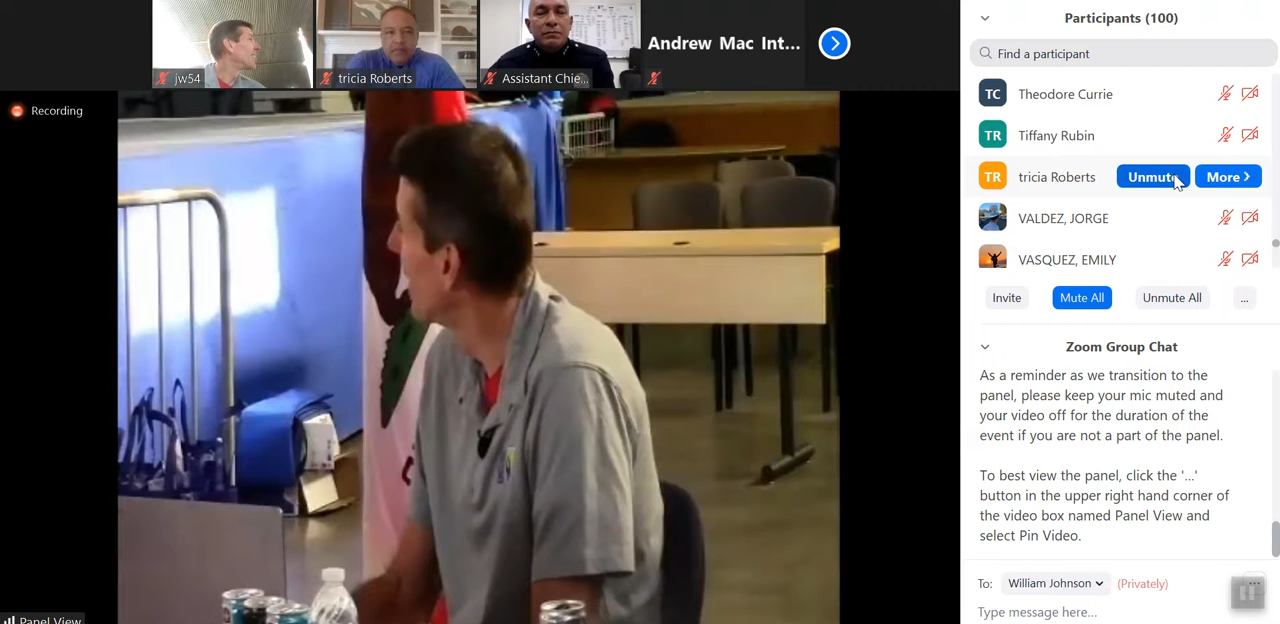 jw54
tricia Roberts
Assistant Chie...
Andrew Mac Int...
Recording
Panel View
Participants (100)
Find a participant
TC Theodore Currie
TR Tiffany Rubin
TR tricia Roberts Unmute More
VALDEZ, JORGE
VASQUEZ, EMILY
Invite Mute All Unmute All ...
Zoom Group Chat
As a reminder as we transition to the
panel, please keep your mic muted and
your video off for the duration of the
event if you are not a part of the panel.
To best view the panel, click the '...'
button in the upper right hand corner of
the video box named Panel View and
select Pin Video.
To: William Johnson (Privately)
Type message here...